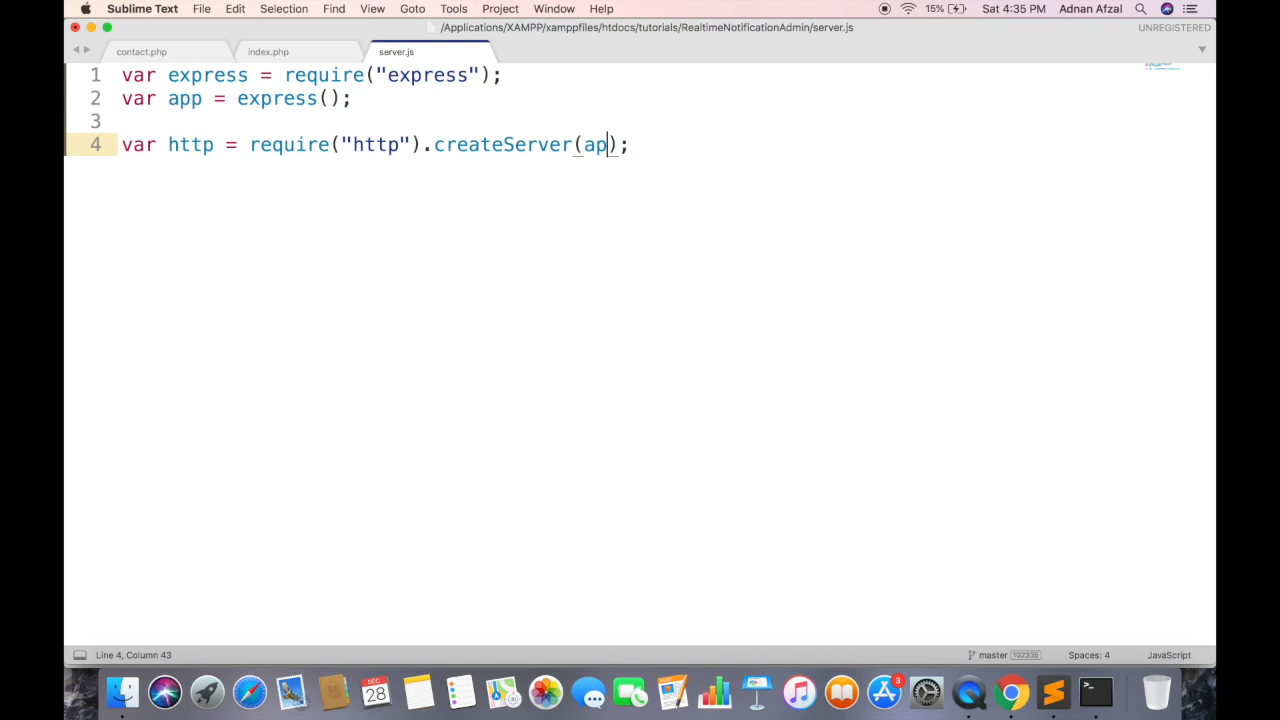 Sublime Text File Edit Selection Find View Goto Tools Project Window Help 15% Sat 4:35 PM Adnan Afzal
/Applications/XAMPP/xamppfiles/htdocs/tutorials/RealtimeNotificationAdmin/server.js UNREGISTERED
contact.php index.php server.js
1 var express = require("express");
2 var app = express();
3
4 var http = require("http").createServer(ap);
Line 4, Column 43 master 102335 Spaces: 4 JavaScript
DEC
28
3